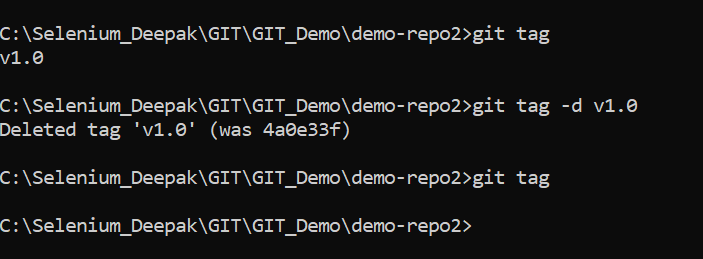 C:\Selenium_Deepak\GIT\GIT_Demo\demo-repo2>git tag
v1.0
C:\Selenium_Deepak\GIT\GIT_Demo\demo-repo2>git tag -d v1.0
Deleted tag 'v1.0' (was 4a0e33f)
C:\Selenium_Deepak\GIT\GIT_Demo\demo-repo2>git tag
C:\Selenium_Deepak\GIT\GIT_Demo\demo-repo2>